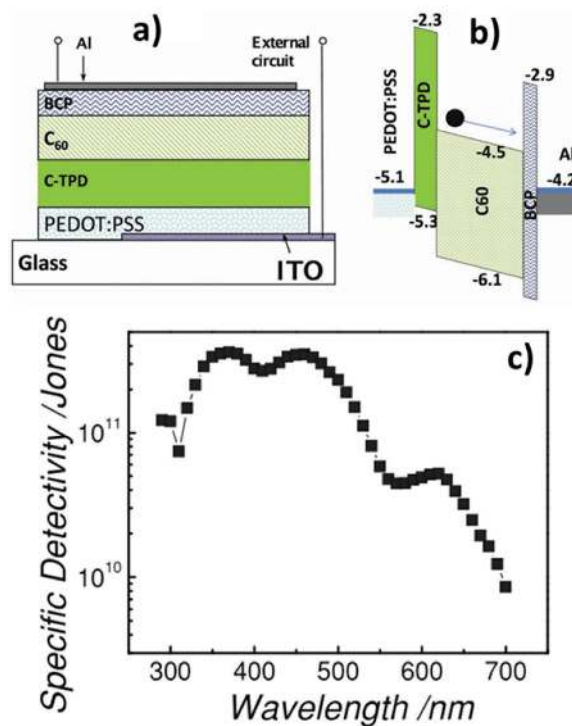 a)
Al
External
circuit
BCP
C₆₀
C-TPD
PEDOT:PSS
Glass
ITO
b)
-2.3
-2.9
PEDOT:PSS
C-TPD
-5.1
-4.5
Al
-4.2
-5.3
C60
BCP
-6.1
c)
Specific Detectivity /Jones
10¹¹
10¹⁰
300 400 500 600 700
Wavelength /nm